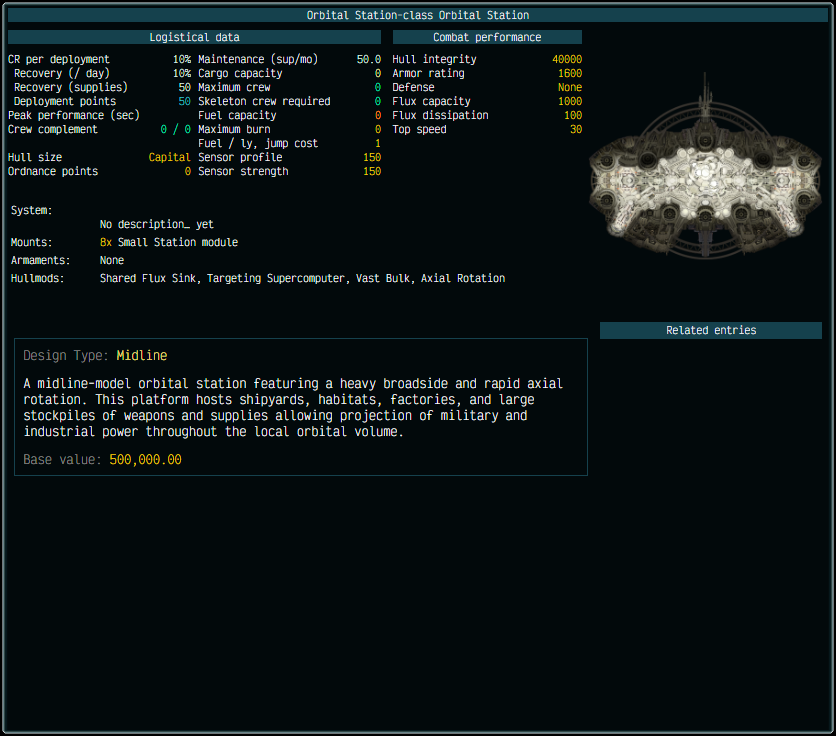 Orbital Station-class Orbital Station
Logistical data
Combat performance
CR per deployment 10% Maintenance (sup/mo) 50.0 Hull integrity 40000
Recovery (/ day) 10% Cargo capacity 0 Armor rating 1600
Recovery (supplies) 50 Maximum crew 0 Defense None
Deployment points 50 Skeleton crew required 0 Flux capacity 1000
Peak performance (sec) Fuel capacity 0 Flux dissipation 100
Crew complement 0 / 0 Maximum burn 0 Top speed 30
Fuel / ly, jump cost 1
Hull size Capital Sensor profile 150
Ordnance points 0 Sensor strength 150
System:
No description… yet
Mounts: 8x Small Station module
Armaments: None
Hullmods: Shared Flux Sink, Targeting Supercomputer, Vast Bulk, Axial Rotation
Related entries
Design Type: Midline
A midline-model orbital station featuring a heavy broadside and rapid axial
rotation. This platform hosts shipyards, habitats, factories, and large
stockpiles of weapons and supplies allowing projection of military and
industrial power throughout the local orbital volume.
Base value: 500,000.00